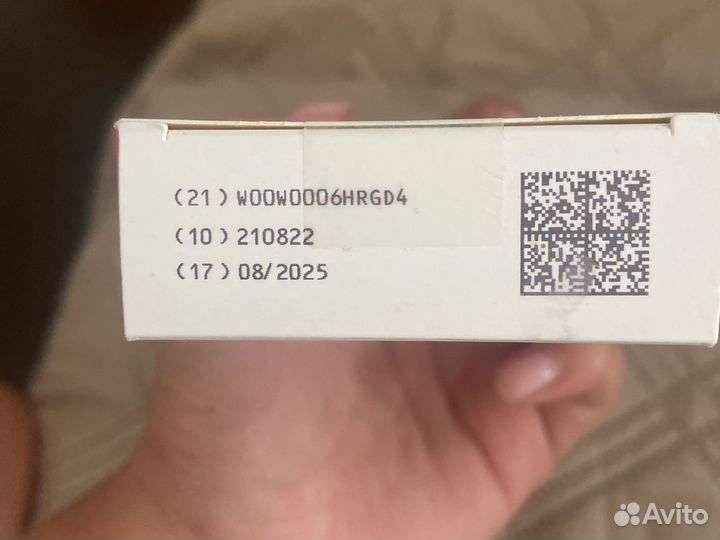 (21) W00W0006HRGD4
(10) 210822
(17) 08/2025
Avito